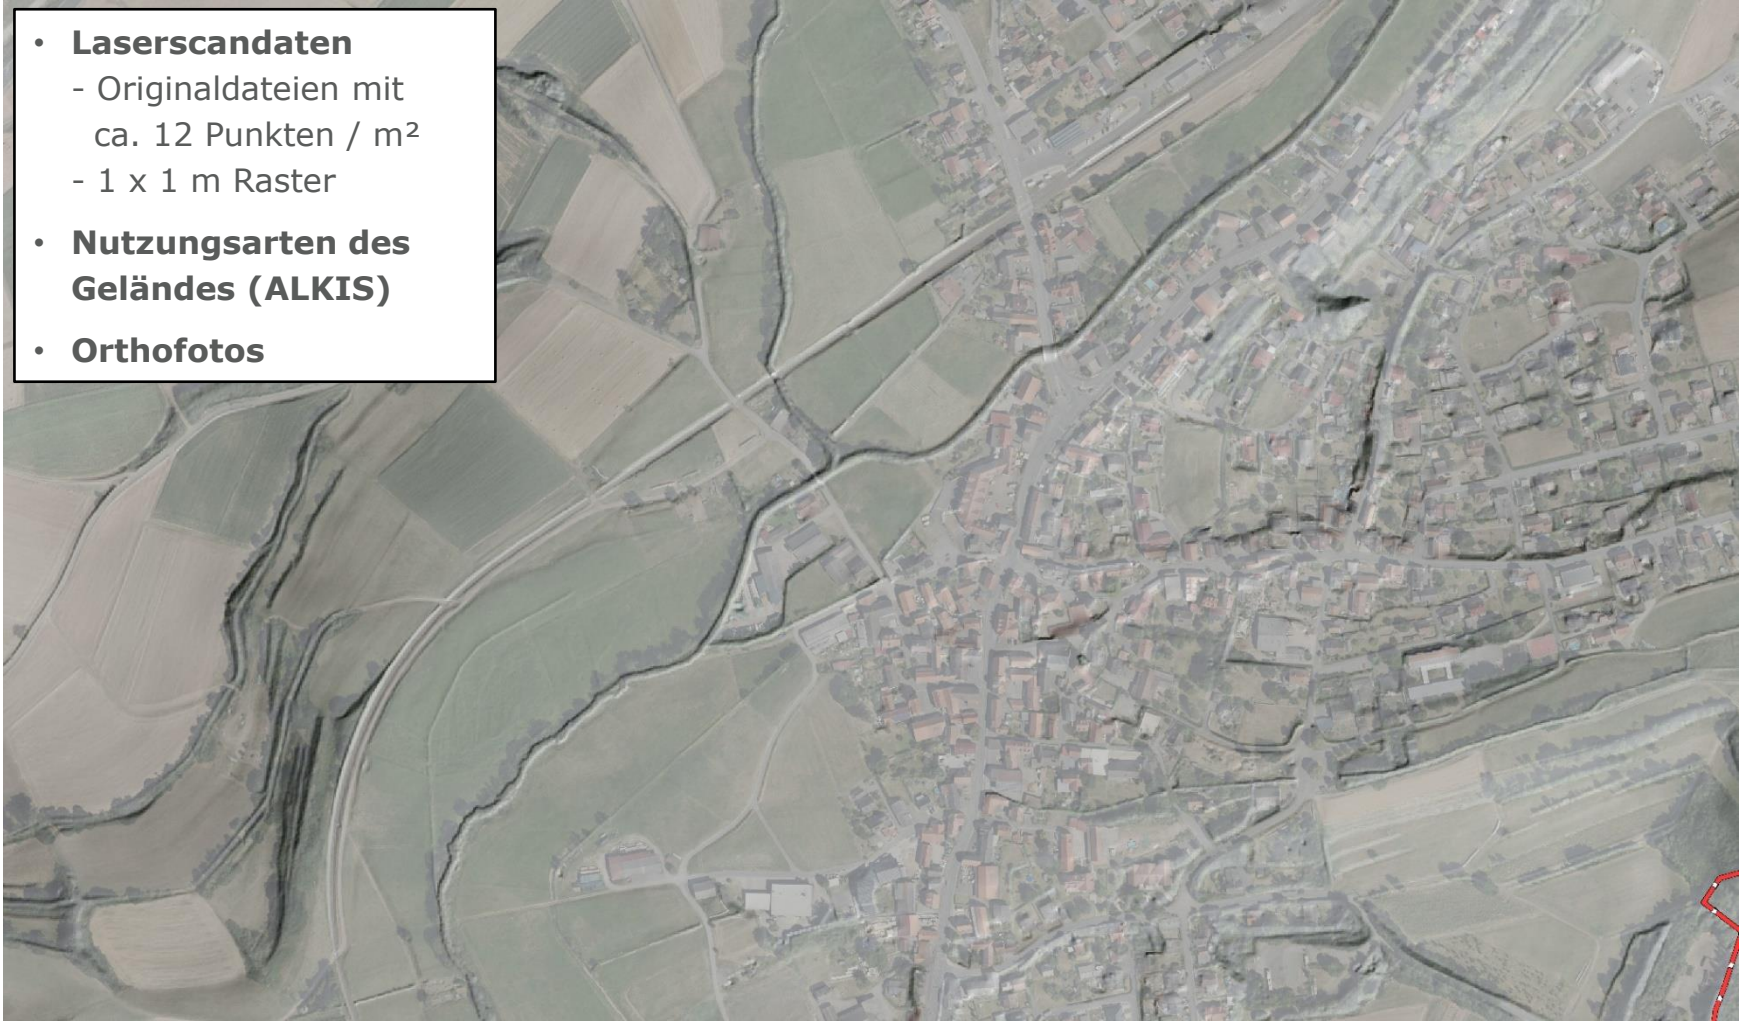 • Laserscandaten
- Originaldateien mit
ca. 12 Punkten / m²
- 1 x 1 m Raster
• Nutzungsarten des
Geländes (ALKIS)
• Orthofotos